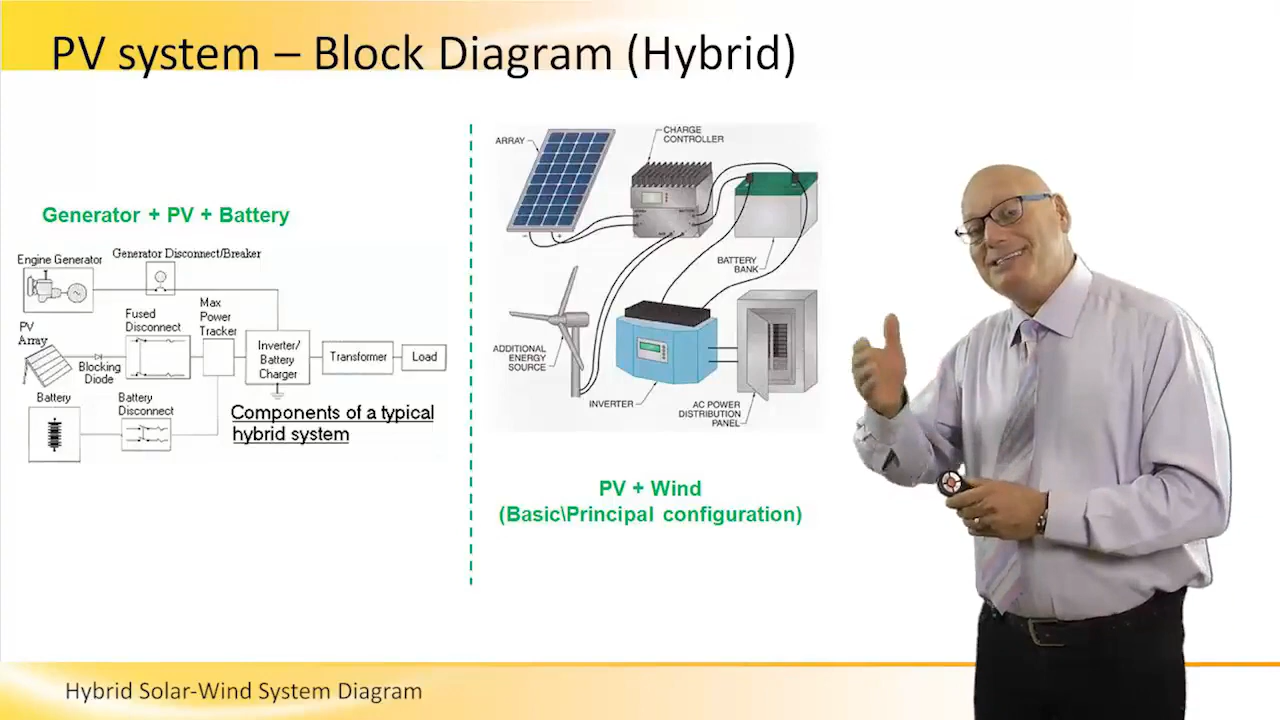 PV system – Block Diagram (Hybrid)
Generator + PV + Battery
Engine Generator
Generator Disconnect/Breaker
PV
Array
Blocking
Diode
Fused
Disconnect
Max
Power
Tracker
Inverter/
Battery
Charger
Transformer
Load
Battery
Battery
Disconnect
Components of a typical
hybrid system
ARRAY
CHARGE
CONTROLLER
BATTERY
BANK
ADDITIONAL
ENERGY
SOURCE
INVERTER
AC POWER
DISTRIBUTION
PANEL
PV + Wind
(Basic\Principal configuration)
Hybrid Solar-Wind System Diagram